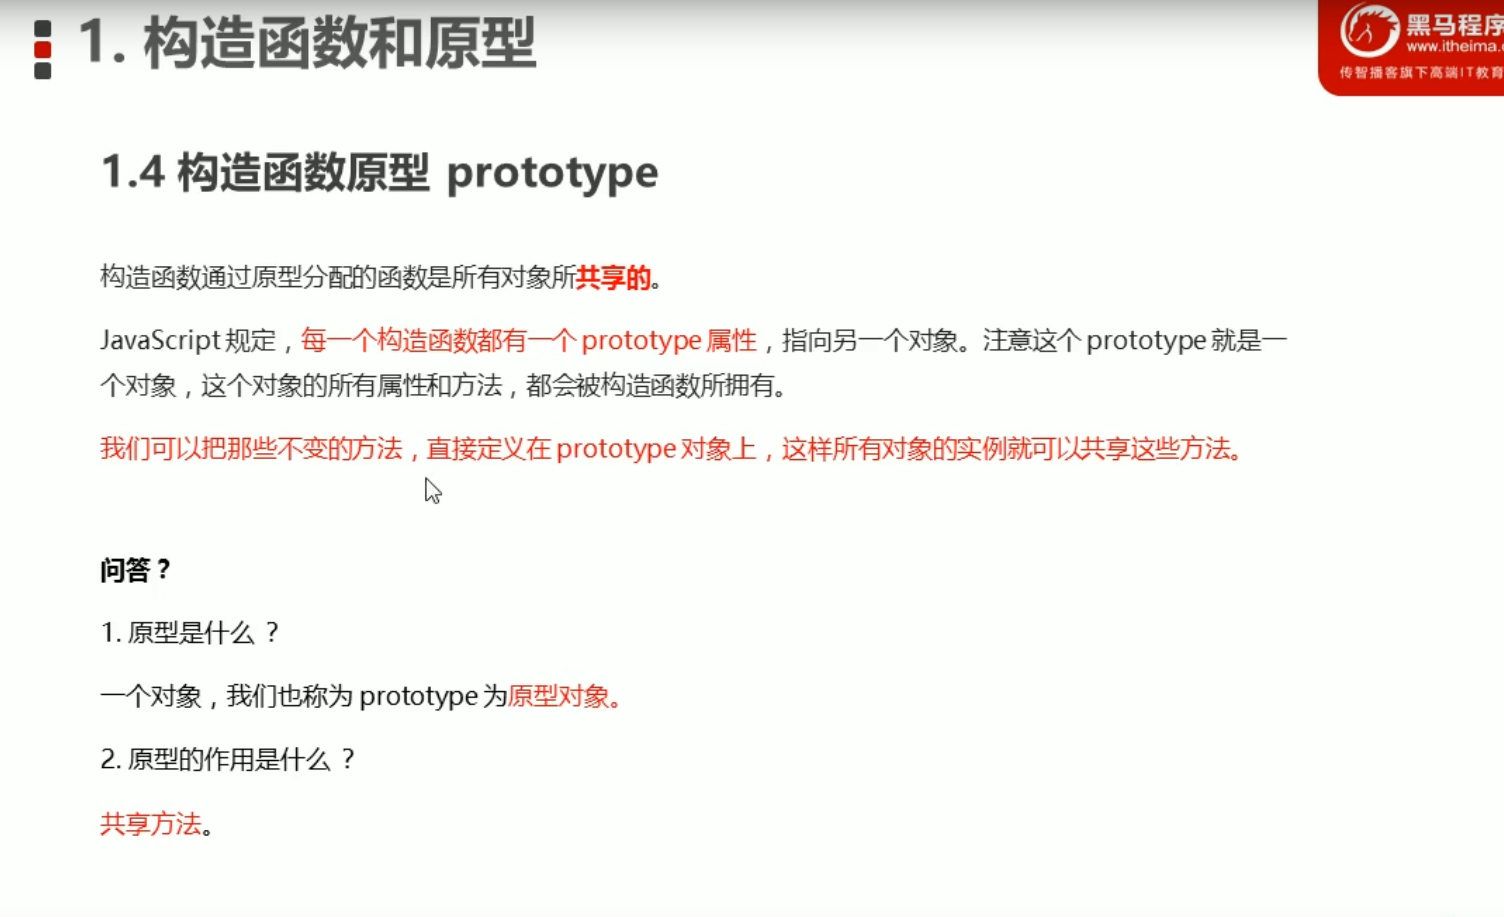 1. 构造函数和原型
黑马程序
www.itheima.
传智播客旗下高端IT教育
1.4 构造函数原型 prototype
构造函数通过原型分配的函数是所有对象所共享的。
JavaScript 规定，每一个构造函数都有一个 prototype 属性，指向另一个对象。注意这个 prototype 就是一
个对象，这个对象的所有属性和方法，都会被构造函数所拥有。
我们可以把那些不变的方法，直接定义在 prototype 对象上，这样所有对象的实例就可以共享这些方法。
问答？
1. 原型是什么 ？
一个对象，我们也称为 prototype 为原型对象。
2. 原型的作用是什么 ？
共享方法。